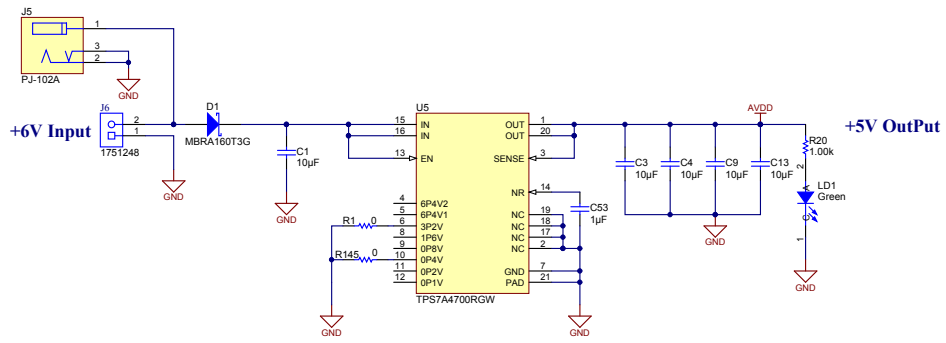 J5
1
3
2
PJ-102A
GND
+6V Input
J6
2
1
1751248
GND
D1
MBRA160T3G
C1
10µF
GND
U5
15 IN OUT 1
16 IN OUT 20
13 EN SENSE 3
NR 14
4 6P4V2
5 6P4V1 NC 19
6 3P2V NC 18
8 1P6V NC 17
9 0P8V NC 2
10 0P4V
11 0P2V GND 7
12 0P1V PAD 21
TPS7A4700RGW
R1 0
R145 0
GND
C53
1µF
GND
AVDD
C3
10µF
C4
10µF
C9
10µF
C13
10µF
GND
+5V OutPut
R20
1.00k
2
A
LD1
Green
C
1
GND